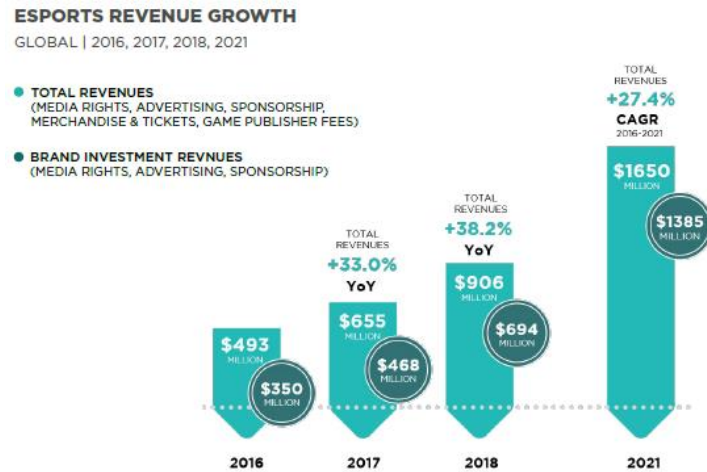 ESPORTS REVENUE GROWTH
GLOBAL | 2016, 2017, 2018, 2021
TOTAL REVENUES
(MEDIA RIGHTS, ADVERTISING, SPONSORSHIP,
MERCHANDISE & TICKETS, GAME PUBLISHER FEES)
BRAND INVESTMENT REVNUES
(MEDIA RIGHTS, ADVERTISING, SPONSORSHIP)
$493
MILLION
$350
MILLION
2016
TOTAL
REVENUES
+33.0%
YoY
$655
MILLION
$468
MILLION
2017
TOTAL
REVENUES
+38.2%
YoY
$906
MILLION
$694
MILLION
2018
TOTAL
REVENUES
+27.4%
CAGR
2016-2021
$1650
MILLION
$1385
MILLION
2021